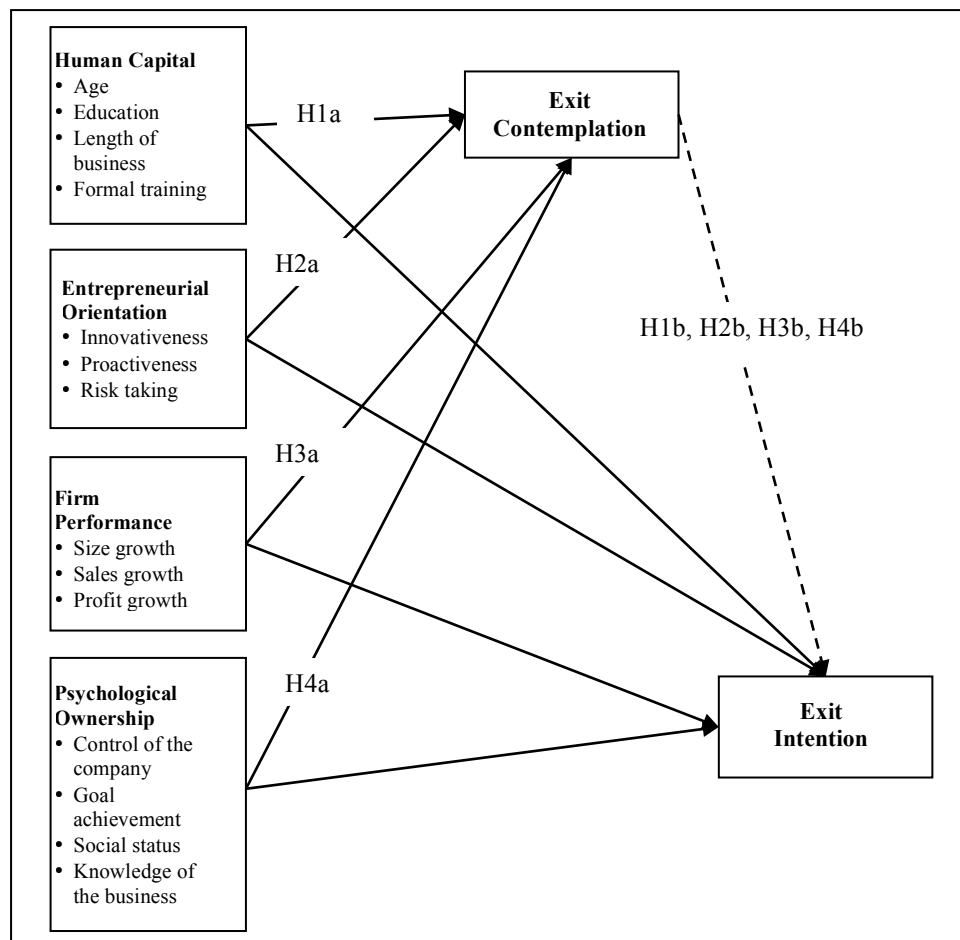 Human Capital
• Age
• Education
• Length of
business
• Formal training
H1a
Exit
Contemplation
H2a
Entrepreneurial
Orientation
• Innovativeness
• Proactiveness
• Risk taking
H1b, H2b, H3b, H4b
H3a
Firm
Performance
• Size growth
• Sales growth
• Profit growth
H4a
Psychological
Ownership
• Control of the
company
• Goal
achievement
• Social status
• Knowledge of
the business
Exit
Intention